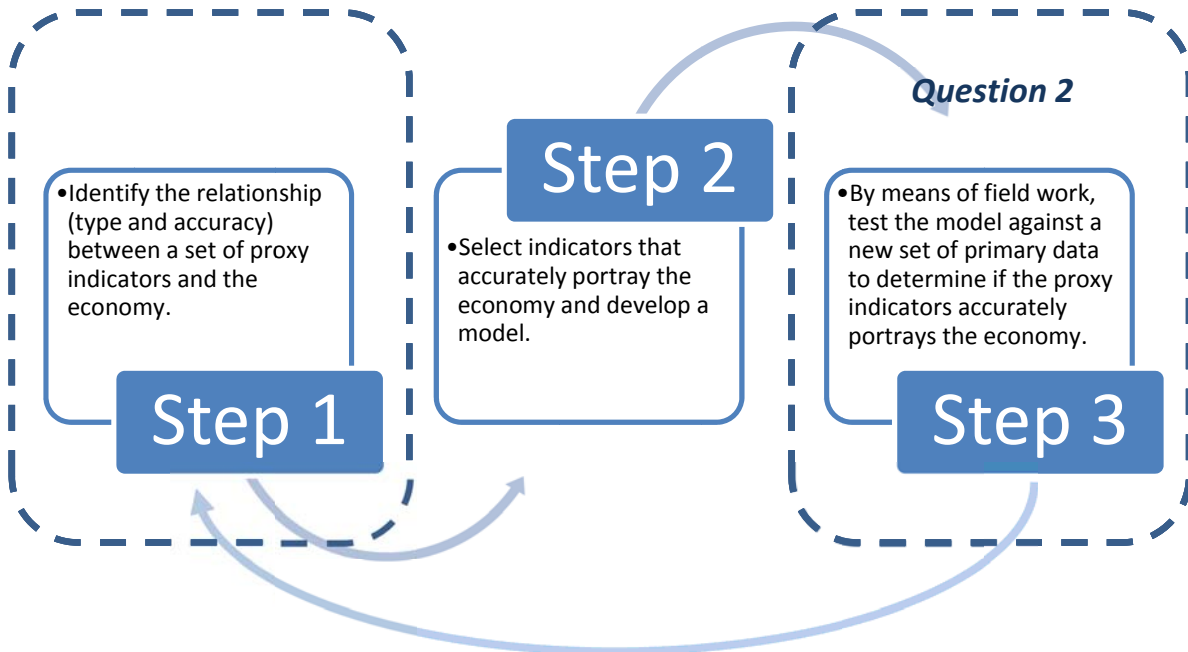 •Identify the relationship
(type and accuracy)
between a set of proxy
indicators and the
economy.
Step 1
Step 2
•Select indicators that
accurately portray the
economy and develop a
model.
Question 2
•By means of field work,
test the model against a
new set of primary data
to determine if the proxy
indicators accurately
portrays the economy.
Step 3